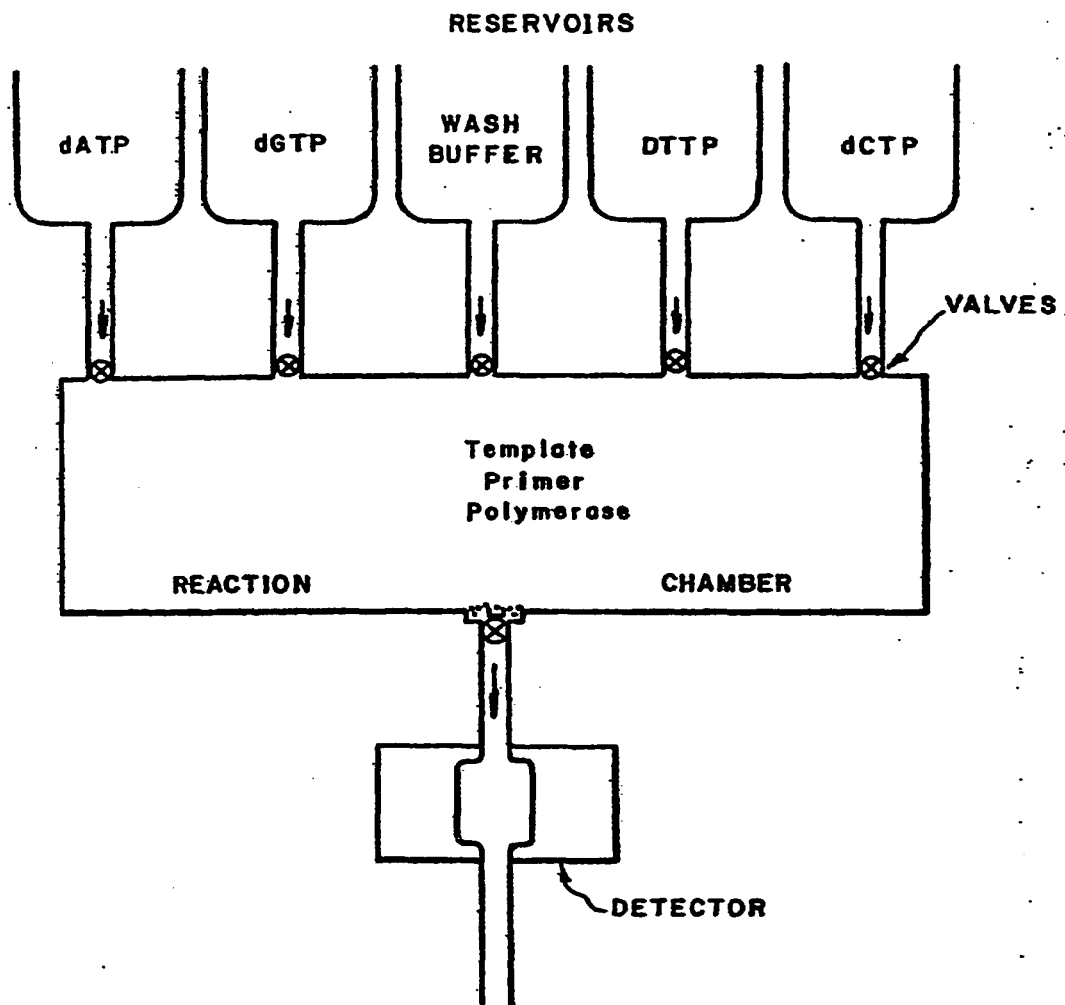 RESERVOIRS
dATP
dGTP
WASH
BUFFER
DTTP
dCTP
VALVES
Template
Primer
Polymerase
REACTION CHAMBER
DETECTOR